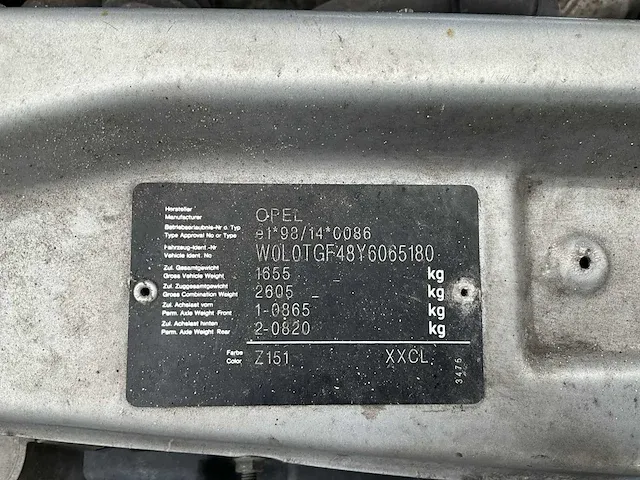 Hersteller
Manufacturer OPEL
Betriebserlaubnis-Nr o. Typ
Type Approval No or Type e1*98/14*0086
Fahrzeug-Ident.-Nr
Vehicle Ident. No W0L0TGF48Y6065180
Zul. Gesamtgewicht
Gross Vehicle Weight 1655 kg
Zul. Zuggesamtgewicht
Gross Combination Weight 2605 kg
Zul. Achslast vorn
Perm. Axle Weight Front 1-0865 kg
Zul. Achslast hinten
Perm. Axle Weight Rear 2-0820 kg
Farbe
Color Z151 XXCL
3475